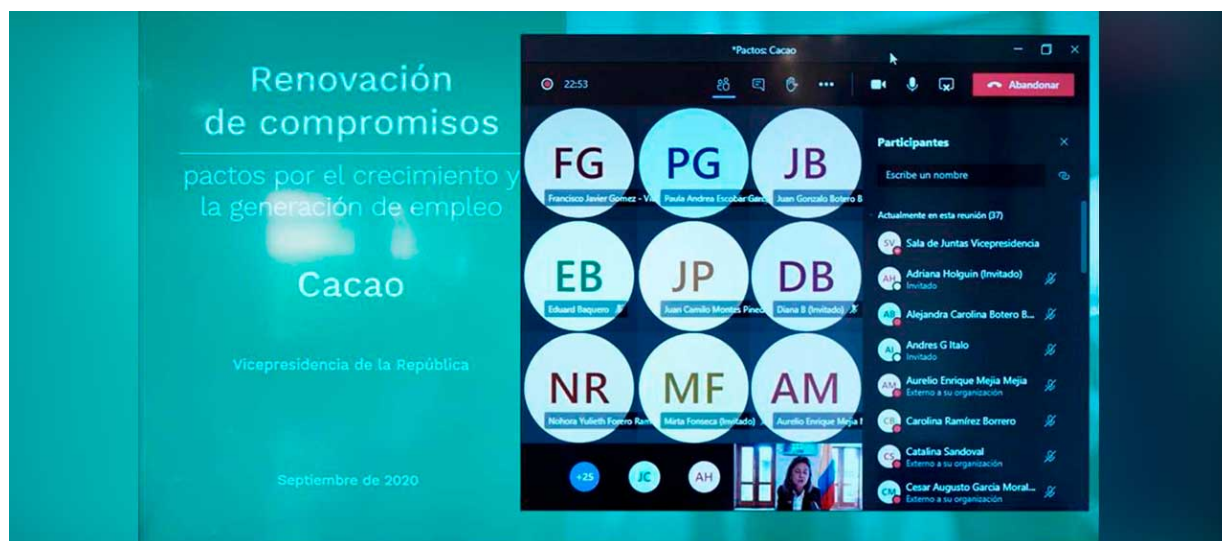 Renovación
de compromisos
pactos por el crecimiento y
la generación de empleo
Cacao
Vicepresidencia de la República
Septiembre de 2020
*Pactos: Cacao
22:53
Abandonar
FG
Francisco Javier Gomez - Vi
PG
Paula Andrea Escobar Garc
JB
Juan Gonzalo Botero B
EB
Eduard Baquero
JP
Juan Camilo Montes Pined
DB
Diana B (Invitado)
NR
Nohora Yulieth Forero Ram
MF
Mirta Fonseca (Invitado)
AM
Aurelio Enrique Mejia
+25
JC
AH
Participantes
Escribe un nombre
Actualmente en esta reunión (37)
SV
Sala de Juntas Vicepresidencia
AH
Adriana Holguin (Invitado)
Invitado
AB
Alejandra Carolina Botero B...
AI
Andres G Italo
Invitado
AM
Aurelio Enrique Mejia Mejia
Externo a su organización
CB
Carolina Ramírez Borrero
CS
Catalina Sandoval
Externo a su organización
CM
Cesar Augusto Garcia Moral...
Externo a su organización